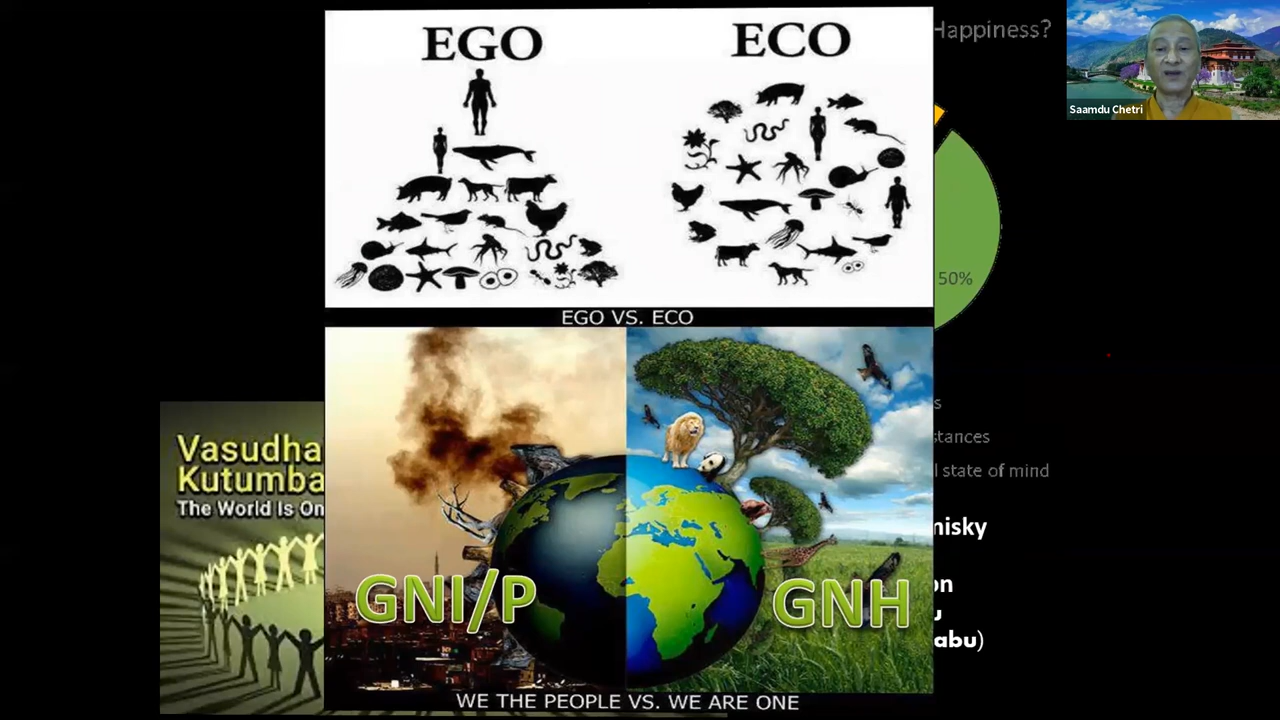 EGO
ECO
Happiness?
Saamdu Chetri
50%
EGO VS. ECO
stances
l state of mind
Vasudha
Kutumba
The World Is On
nisky
on
abu)
GNI/P
GNH
WE THE PEOPLE VS. WE ARE ONE